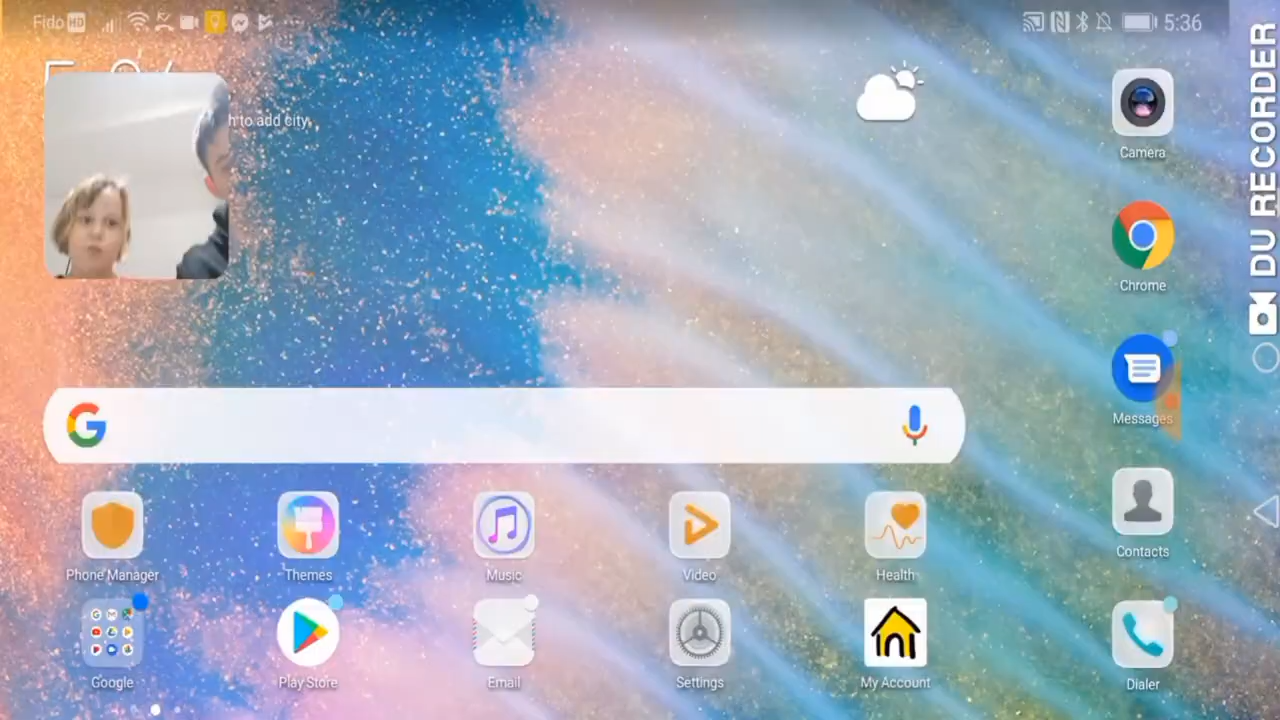 Fido HD
5:36
h to add city.
Camera
Chrome
Messages
Contacts
Phone Manager
Themes
Music
Video
Health
Google
Play Store
Email
Settings
My Account
Dialer
DU RECORDER